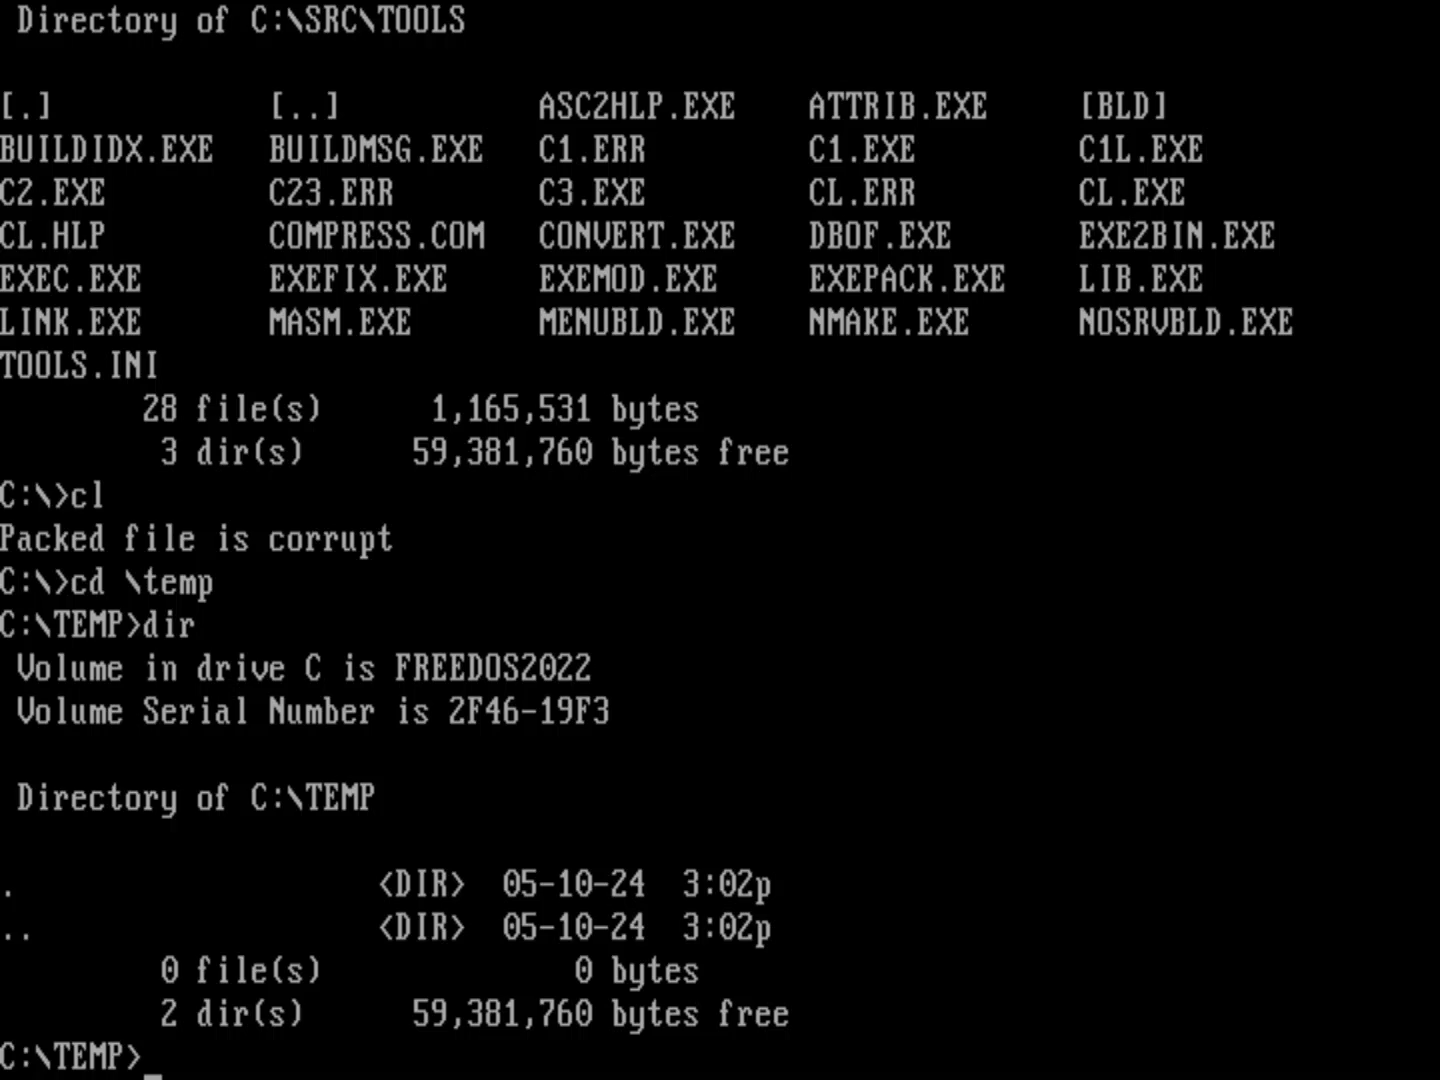 Directory of C:\SRC\TOOLS
[.] [..] ASC2HLP.EXE ATTRIB.EXE [BLD]
BUILDIDX.EXE BUILDMSG.EXE C1.ERR C1.EXE C1L.EXE
C2.EXE C23.ERR C3.EXE CL.ERR CL.EXE
CL.HLP COMPRESS.COM CONVERT.EXE DBOF.EXE EXE2BIN.EXE
EXEC.EXE EXEFIX.EXE EXEMOD.EXE EXEPACK.EXE LIB.EXE
LINK.EXE MASM.EXE MENUBLD.EXE NMAKE.EXE NOSRVBLD.EXE
TOOLS.INI
28 file(s) 1,165,531 bytes
3 dir(s) 59,381,760 bytes free
C:\>cl
Packed file is corrupt
C:\>cd \temp
C:\TEMP>dir
Volume in drive C is FREEDOS2022
Volume Serial Number is 2F46-19F3
Directory of C:\TEMP
. <DIR> 05-10-24 3:02p
.. <DIR> 05-10-24 3:02p
0 file(s) 0 bytes
2 dir(s) 59,381,760 bytes free
C:\TEMP>_